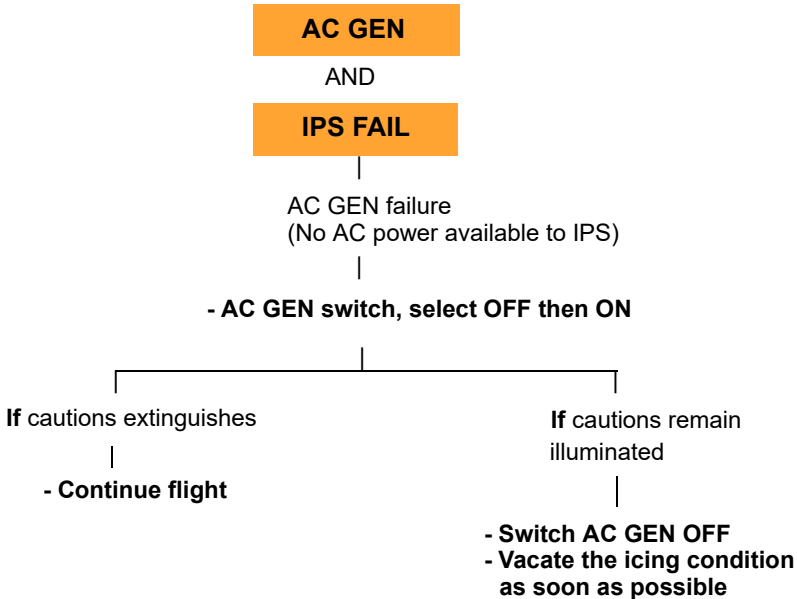 AC GEN
AND
IPS FAIL
AC GEN failure
(No AC power available to IPS)
- AC GEN switch, select OFF then ON
If cautions extinguishes
- Continue flight
If cautions remain
illuminated
- Switch AC GEN OFF
- Vacate the icing condition
as soon as possible